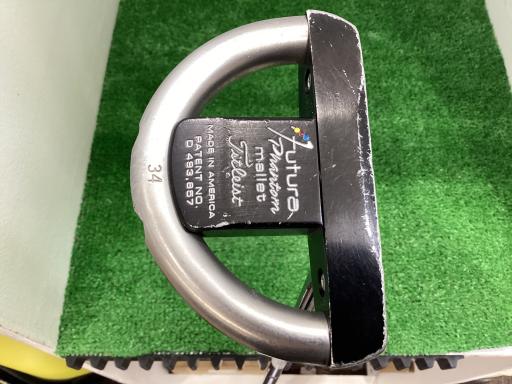 Futura
Phantom
mallet
Titleist
MADE IN AMERICA
PATENT NO.
D 493,857
34